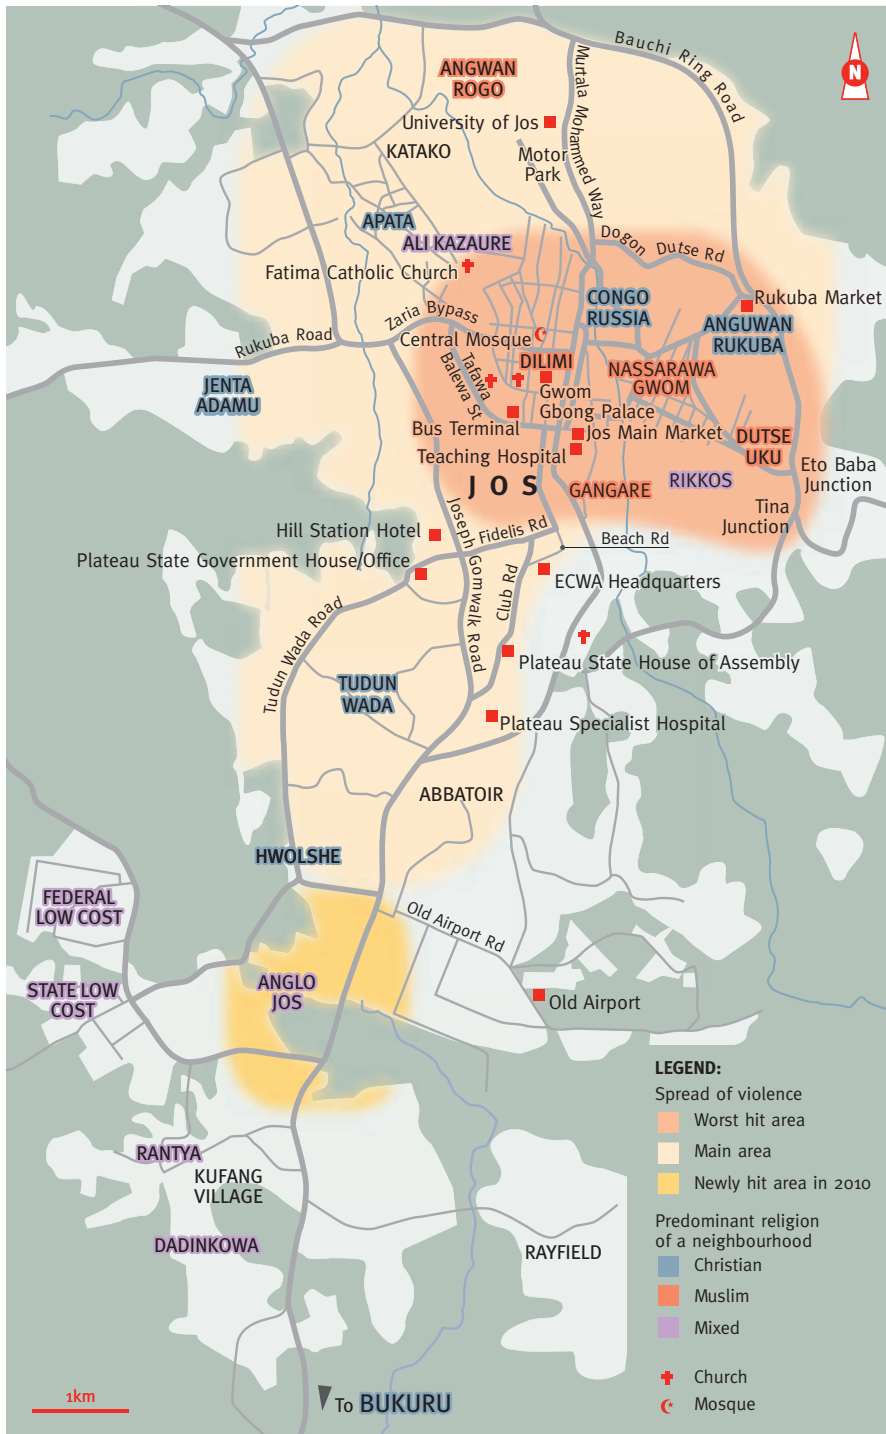 Bauchi Ring Road
N
ANGWAN
ROGO
Murtala Mohammed Way
University of Jos
KATAKO
Motor
Park
APATA
ALI KAZAURE
Dogon Dutse Rd
Fatima Catholic Church
CONGO
RUSSIA
Rukuba Market
Zaria Bypass
ANGUWAN
RUKUBA
Rukuba Road
Central Mosque
DILIMI
Tafawa
Balewa St
NASSARAWA
GWOM
JENTA
ADAMU
Gwom
Gbong Palace
Bus Terminal
Jos Main Market
DUTSE
UKU
Teaching Hospital
Eto Baba
Junction
JOS
GANGARE
RIKKOS
Tina
Junction
Joseph Gomwalk Road
Hill Station Hotel
Fidelis Rd
Beach Rd
Plateau State Government House/Office
Club Rd
ECWA Headquarters
Tudun Wada Road
Plateau State House of Assembly
TUDUN
WADA
Plateau Specialist Hospital
ABBATOIR
HWOLSHE
FEDERAL
LOW COST
Old Airport Rd
STATE LOW
COST
ANGLO
JOS
Old Airport
RANTYA
KUFANG
VILLAGE
DADINKOWA
RAYFIELD
LEGEND:
Spread of violence
Worst hit area
Main area
Newly hit area in 2010
Predominant religion
of a neighbourhood
Christian
Muslim
Mixed
Church
Mosque
1km
To BUKURU